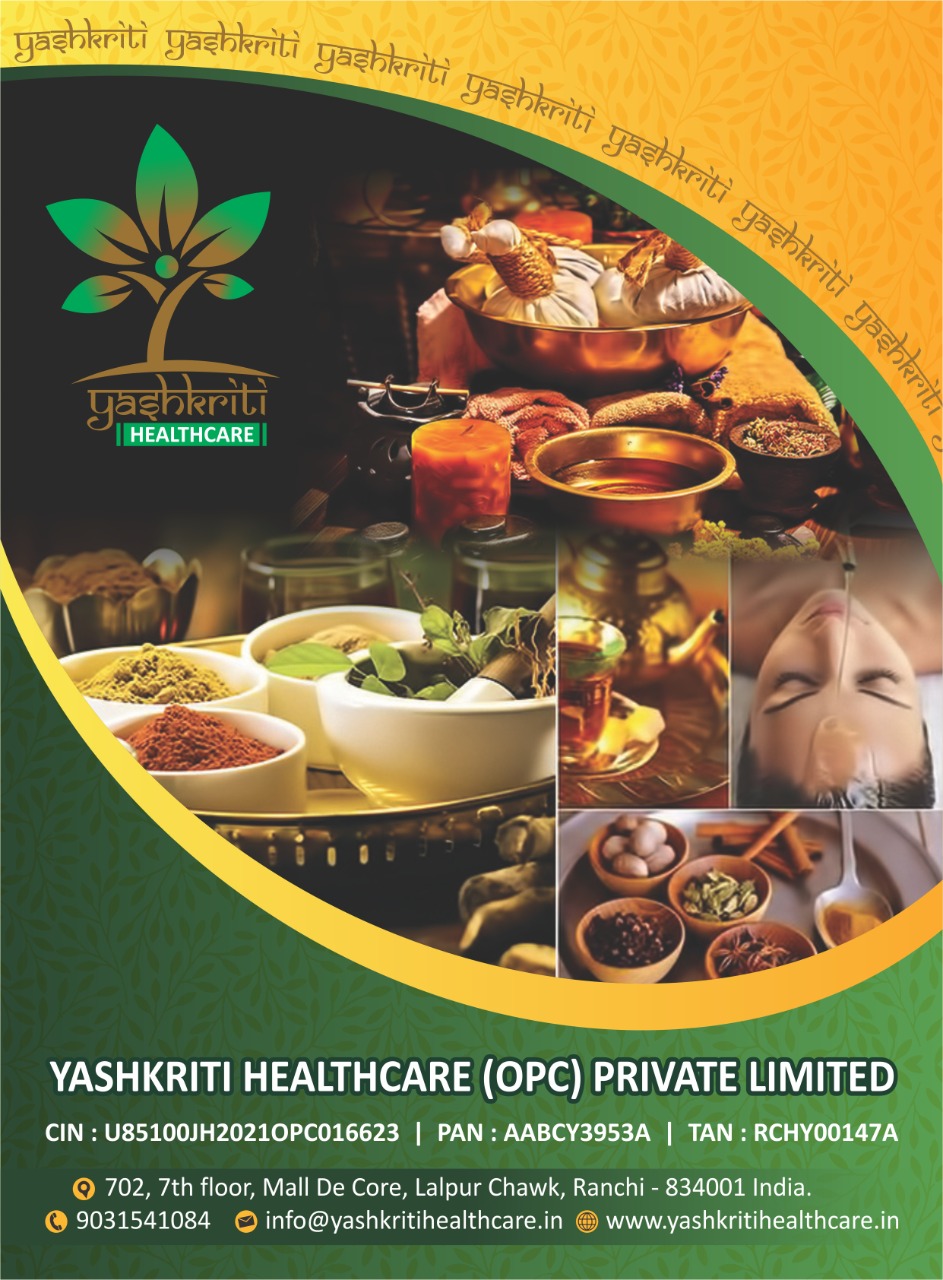 yashkriti yashkriti yashkriti yashkriti yashkriti yashkriti yashkriti
yashkriti
HEALTHCARE
YASHKRITI HEALTHCARE (OPC) PRIVATE LIMITED
CIN : U85100JH2021OPC016623 | PAN : AABCY3953A | TAN : RCHY00147A
702, 7th floor, Mall De Core, Lalpur Chawk, Ranchi - 834001 India.
9031541084 info@yashkritihealthcare.in www.yashkritihealthcare.in